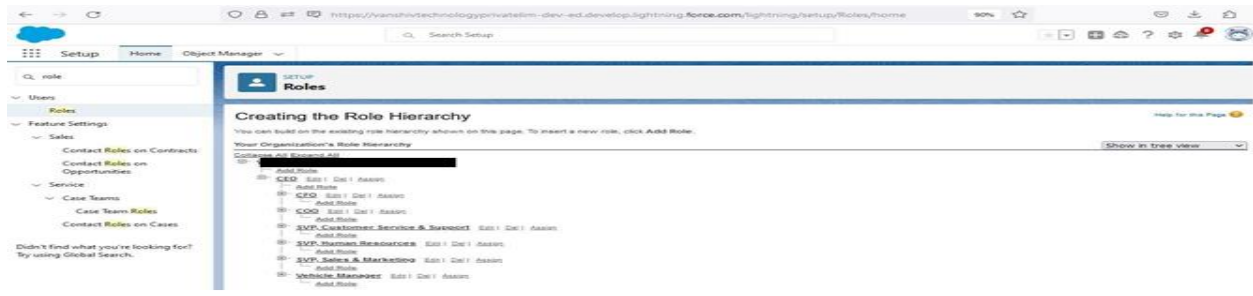 https://vanshivtechnologyprivatelim-dev-ed.develop.lightning.force.com/lightning/setup/Roles/home
90%
Search Setup
Setup Home Object Manager
role
Users
Roles
Feature Settings
Sales
Contact Roles on Contracts
Contact Roles on
Opportunities
Service
Case Teams
Case Team Roles
Contact Roles on Cases
Didn't find what you're looking for?
Try using Global Search.
SETUP
Roles
Creating the Role Hierarchy
Help for this Page
You can build on the existing role hierarchy shown on this page. To insert a new role, click Add Role.
Your Organization's Role Hierarchy
Show in tree view
Collapse All Expand All
Add Role
CEO Edit | Del | Assign
Add Role
CFO Edit | Del | Assign
Add Role
COO Edit | Del | Assign
Add Role
SVP, Customer Service & Support Edit | Del | Assign
Add Role
SVP, Human Resources Edit | Del | Assign
Add Role
SVP, Sales & Marketing Edit | Del | Assign
Add Role
Vehicle Manager Edit | Del | Assign
Add Role